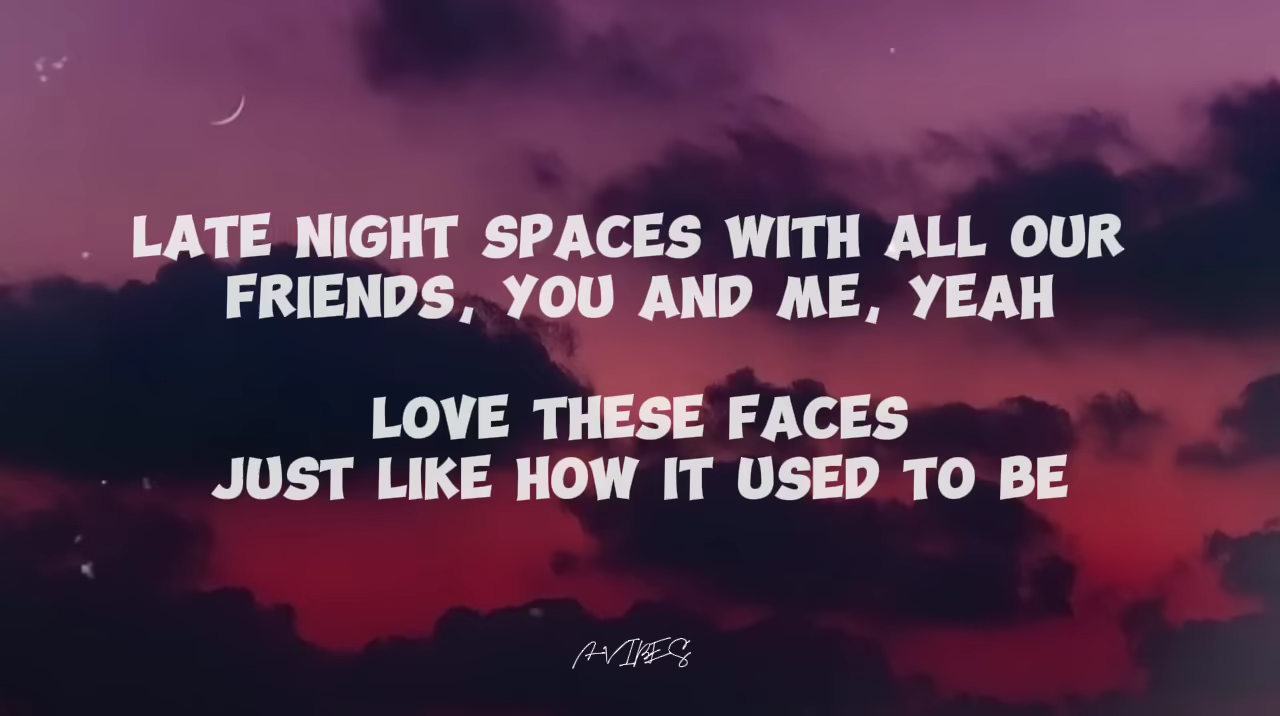 LATE NIGHT SPACES WITH ALL OUR
FRIENDS, YOU AND ME, YEAH
LOVE THESE FACES
JUST LIKE HOW IT USED TO BE
A-VIBES